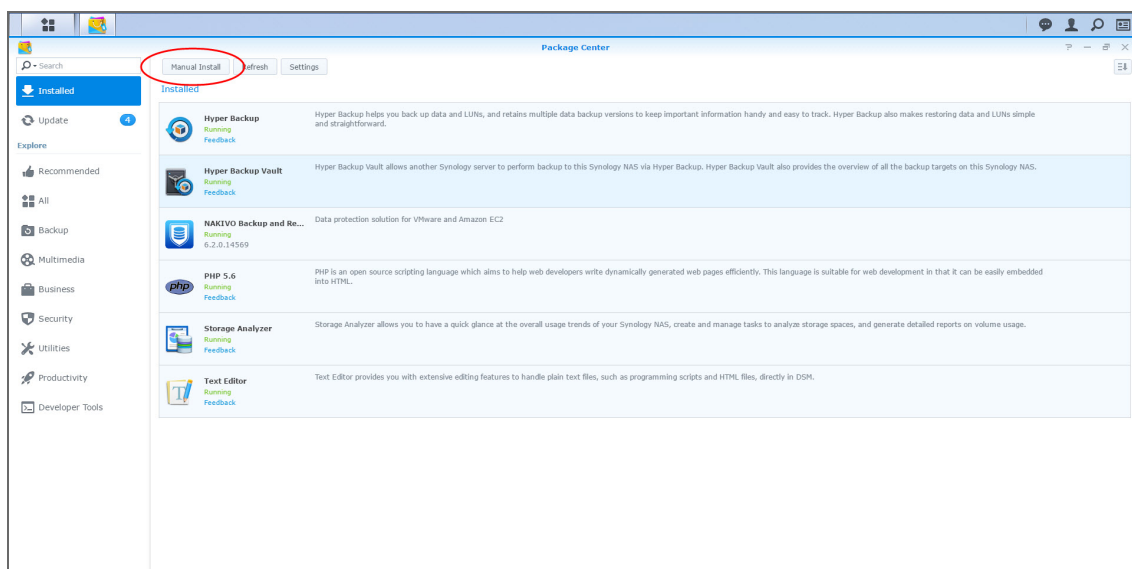 Package Center
Search
Manual Install
Refresh
Settings
Installed
Installed
Update
4
Explore
Recommended
All
Backup
Multimedia
Business
Security
Utilities
Productivity
Developer Tools
Hyper Backup
Running
Feedback
Hyper Backup helps you back up data and LUNs, and retains multiple data backup versions to keep important information handy and easy to track. Hyper Backup also makes restoring data and LUNs simple
and straightforward.
Hyper Backup Vault
Running
Feedback
Hyper Backup Vault allows another Synology server to perform backup to this Synology NAS via Hyper Backup. Hyper Backup Vault also provides the overview of all the backup targets on this Synology NAS.
NAKIVO Backup and Re...
Running
6.2.0.14569
Data protection solution for VMware and Amazon EC2
php
PHP 5.6
Running
Feedback
PHP is an open source scripting language which aims to help web developers write dynamically generated web pages efficiently. This language is suitable for web development in that it can be easily embedded
into HTML.
Storage Analyzer
Running
Feedback
Storage Analyzer allows you to have a quick glance at the overall usage trends of your Synology NAS, create and manage tasks to analyze storage spaces, and generate detailed reports on volume usage.
Text Editor
Running
Feedback
Text Editor provides you with extensive editing features to handle plain text files, such as programming scripts and HTML files, directly in DSM.